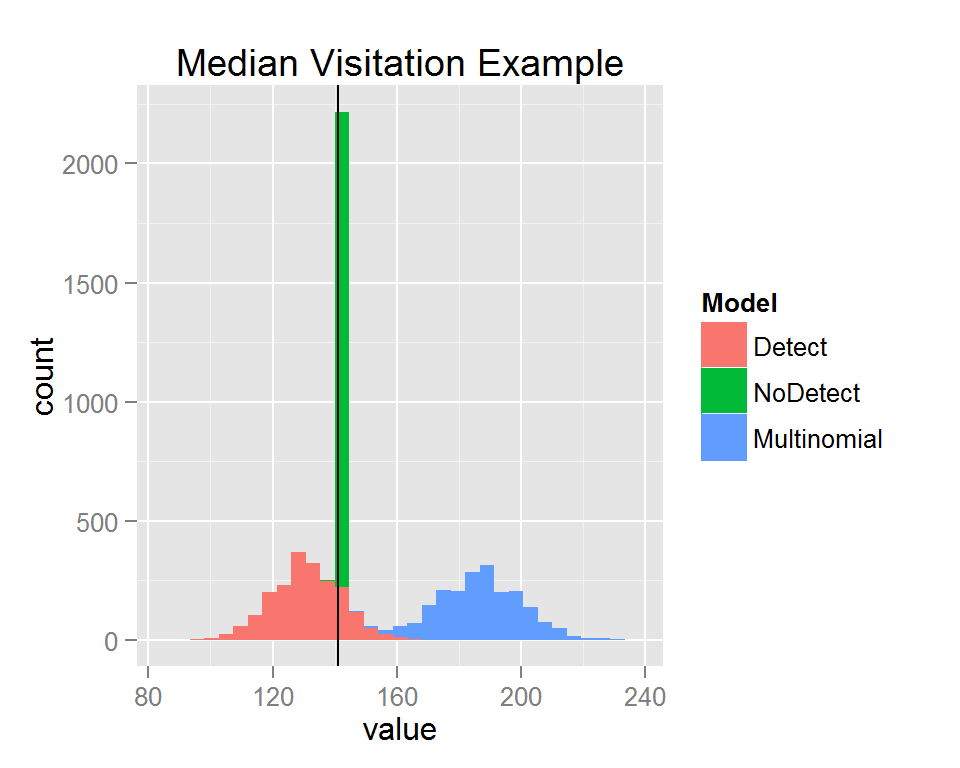 Median Visitation Example
2000
1500
1000
500
0
count
80 120 160 200 240
value
Model
Detect
NoDetect
Multinomial